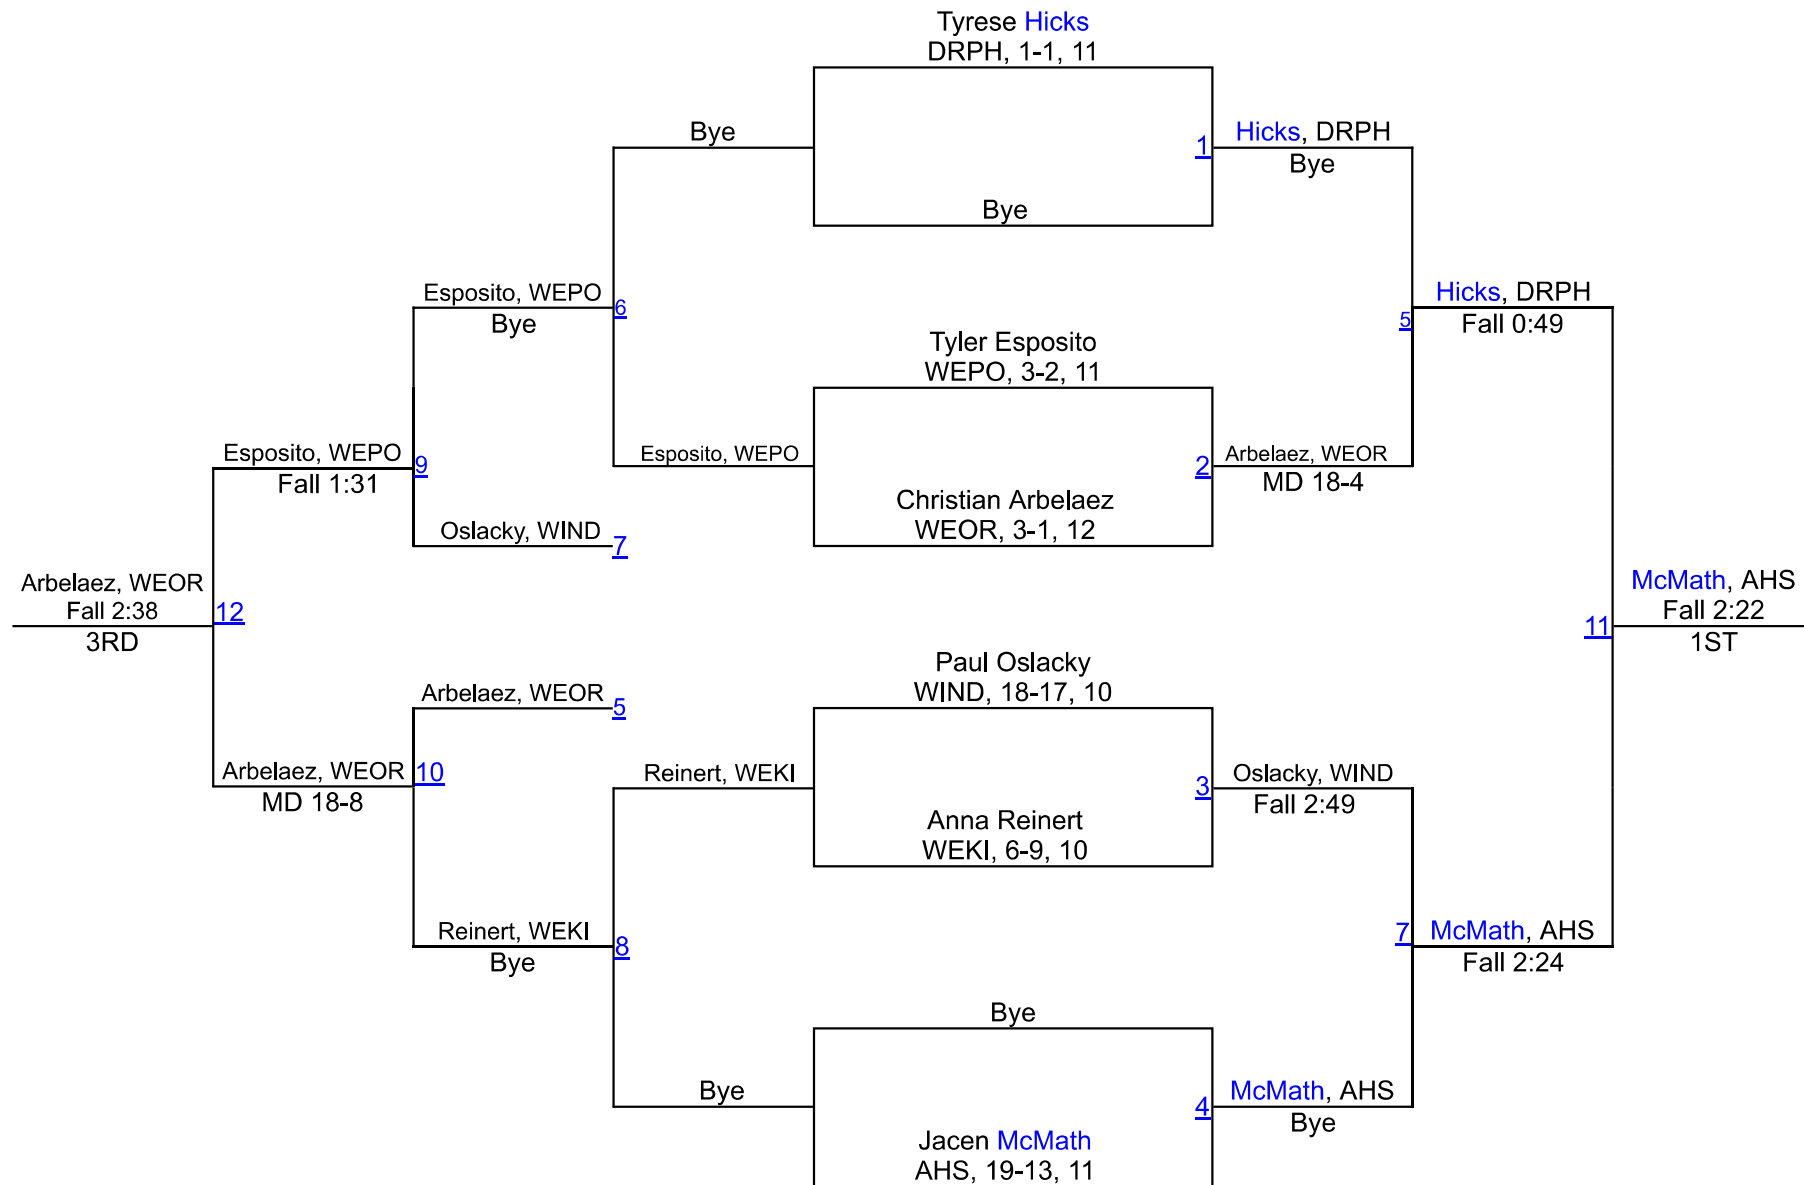 Tyrese Hicks
DRPH, 1-1, 11
Bye
1
Hicks, DRPH
Bye
Bye
Esposito, WEPO
Bye
6
Hicks, DRPH
Fall 0:49
5
Tyler Esposito
WEPO, 3-2, 11
Esposito, WEPO
Fall 1:31
9
Esposito, WEPO
2
Arbelaez, WEOR
MD 18-4
Christian Arbelaez
WEOR, 3-1, 12
Oslacky, WIND
7
Arbelaez, WEOR
Fall 2:38
3RD
12
McMath, AHS
Fall 2:22
1ST
11
Paul Oslacky
WIND, 18-17, 10
Arbelaez, WEOR
5
Arbelaez, WEOR
MD 18-8
10
Reinert, WEKI
3
Oslacky, WIND
Fall 2:49
Anna Reinert
WEKI, 6-9, 10
Reinert, WEKI
Bye
8
7
McMath, AHS
Fall 2:24
Bye
Bye
4
McMath, AHS
Bye
Jacen McMath
AHS, 19-13, 11